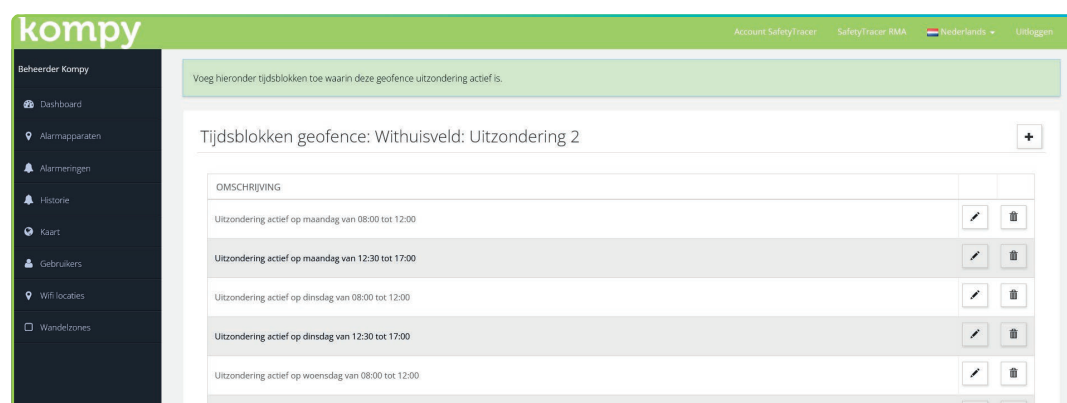 kompy
Account SafetyTracer SafetyTracer RMA Nederlands Uitloggen
Beheerder Kompy
Dashboard
Alarmapparaten
Alarmeringen
Historie
Kaart
Gebruikers
Wifi locaties
Wandelzones
Voeg hieronder tijdsblokken toe waarin deze geofence uitzondering actief is.
Tijdsblokken geofence: Withuisveld: Uitzondering 2
OMSCHRIJVING
Uitzondering actief op maandag van 08:00 tot 12:00
Uitzondering actief op maandag van 12:30 tot 17:00
Uitzondering actief op dinsdag van 08:00 tot 12:00
Uitzondering actief op dinsdag van 12:30 tot 17:00
Uitzondering actief op woensdag van 08:00 tot 12:00